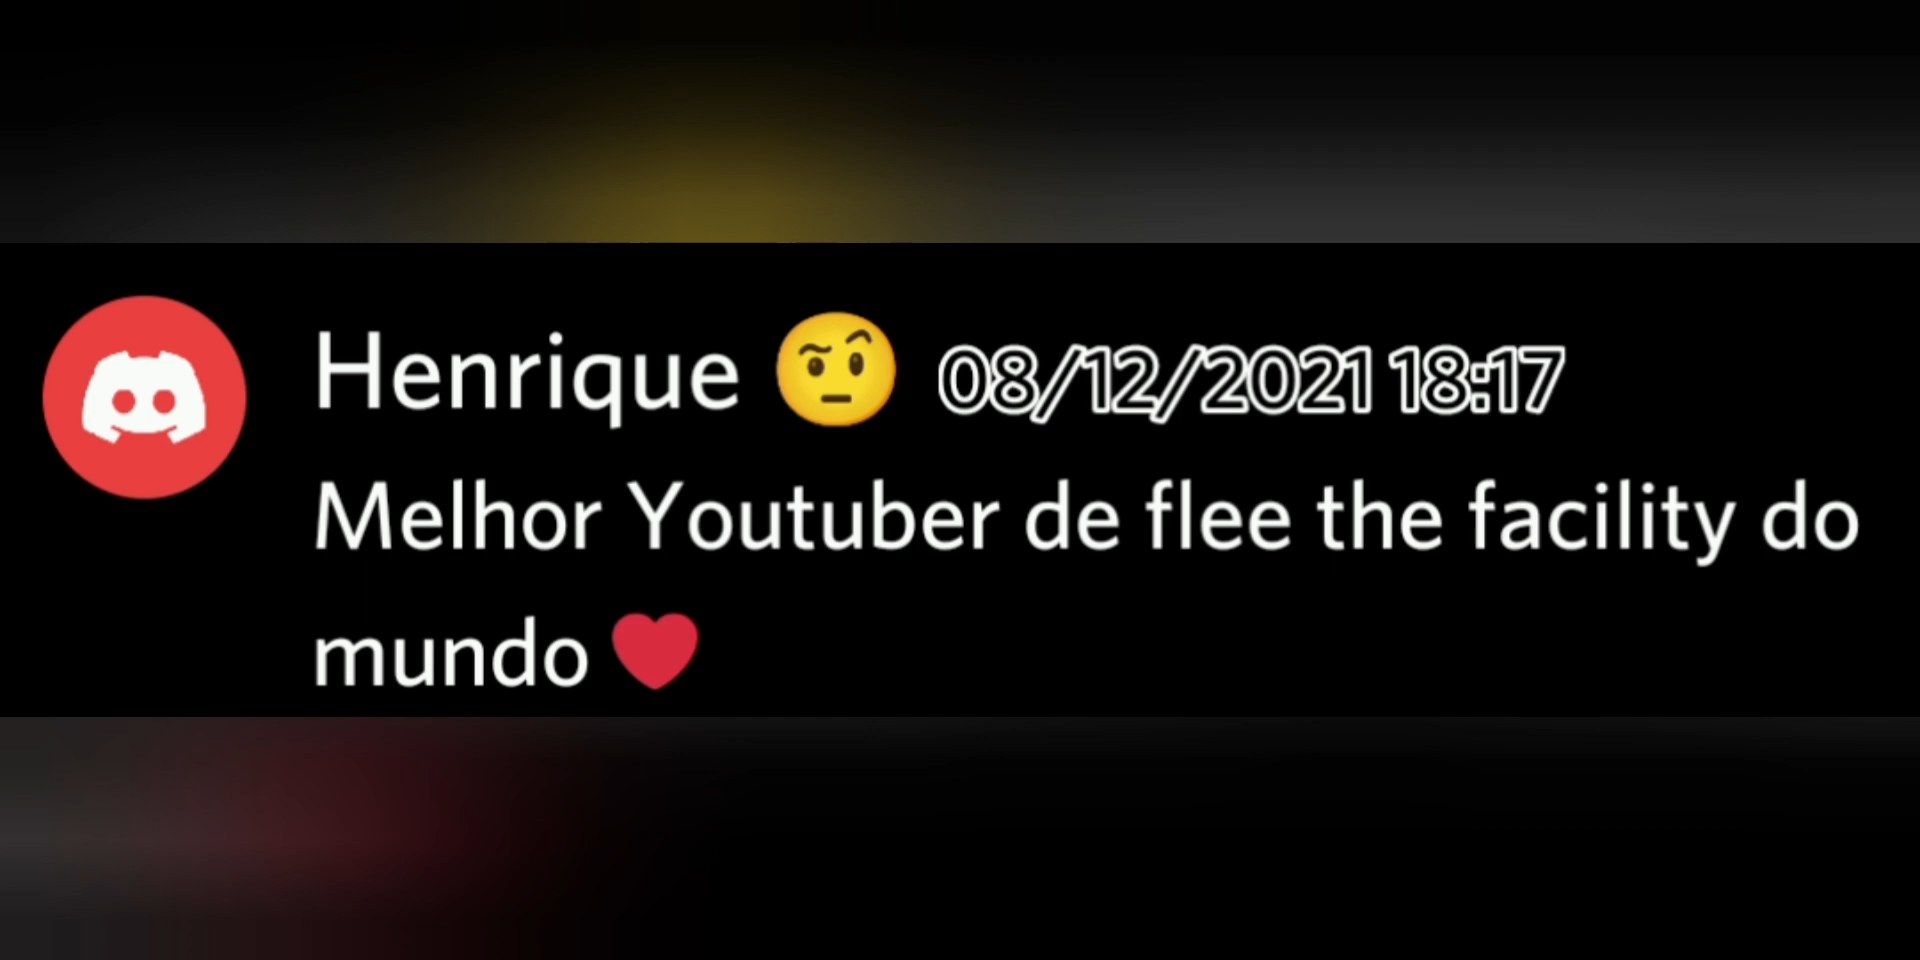 Henrique 🤨 08/12/2021 18:17
Melhor Youtuber de flee the facility do
mundo ❤️